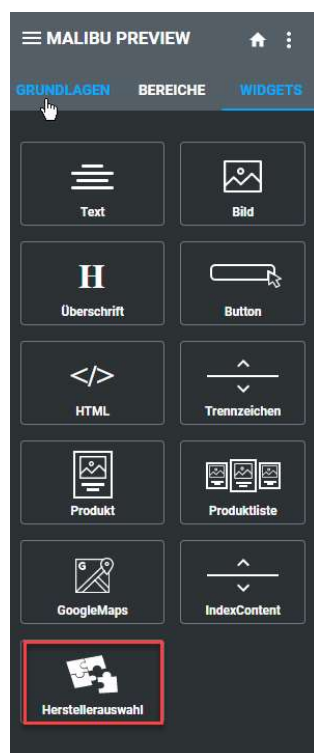 MALIBU PREVIEW
GRUNDLAGEN BEREICHE WIDGETS
Text Bild
H
Überschrift Button
</>
HTML Trennzeichen
Produkt Produktliste
G
GoogleMaps IndexContent
Herstellerauswahl